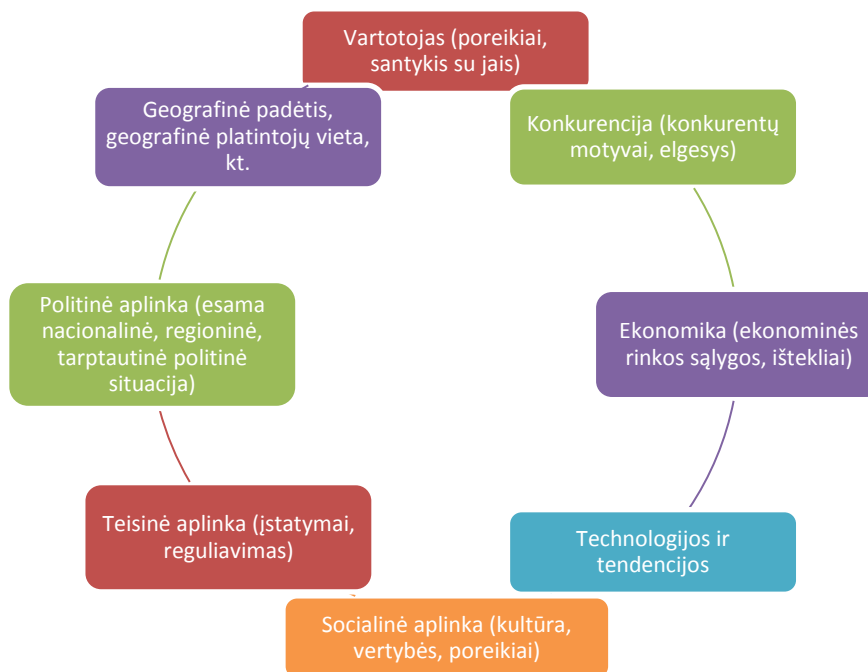 Vartotojas (poreikiai,
santykis su jais)
Konkurencija (konkurentų
motyvai, elgesys)
Ekonomika (ekonominės
rinkos sąlygos, ištekliai)
Technologijos ir
tendencijos
Socialinė aplinka (kultūra,
vertybės, poreikiai)
Teisinė aplinka (įstatymai,
reguliavimas)
Politinė aplinka (esama
nacionalinė, regioninė,
tarptautinė politinė
situacija)
Geografinė padėtis,
geografinė platintojų vieta,
kt.